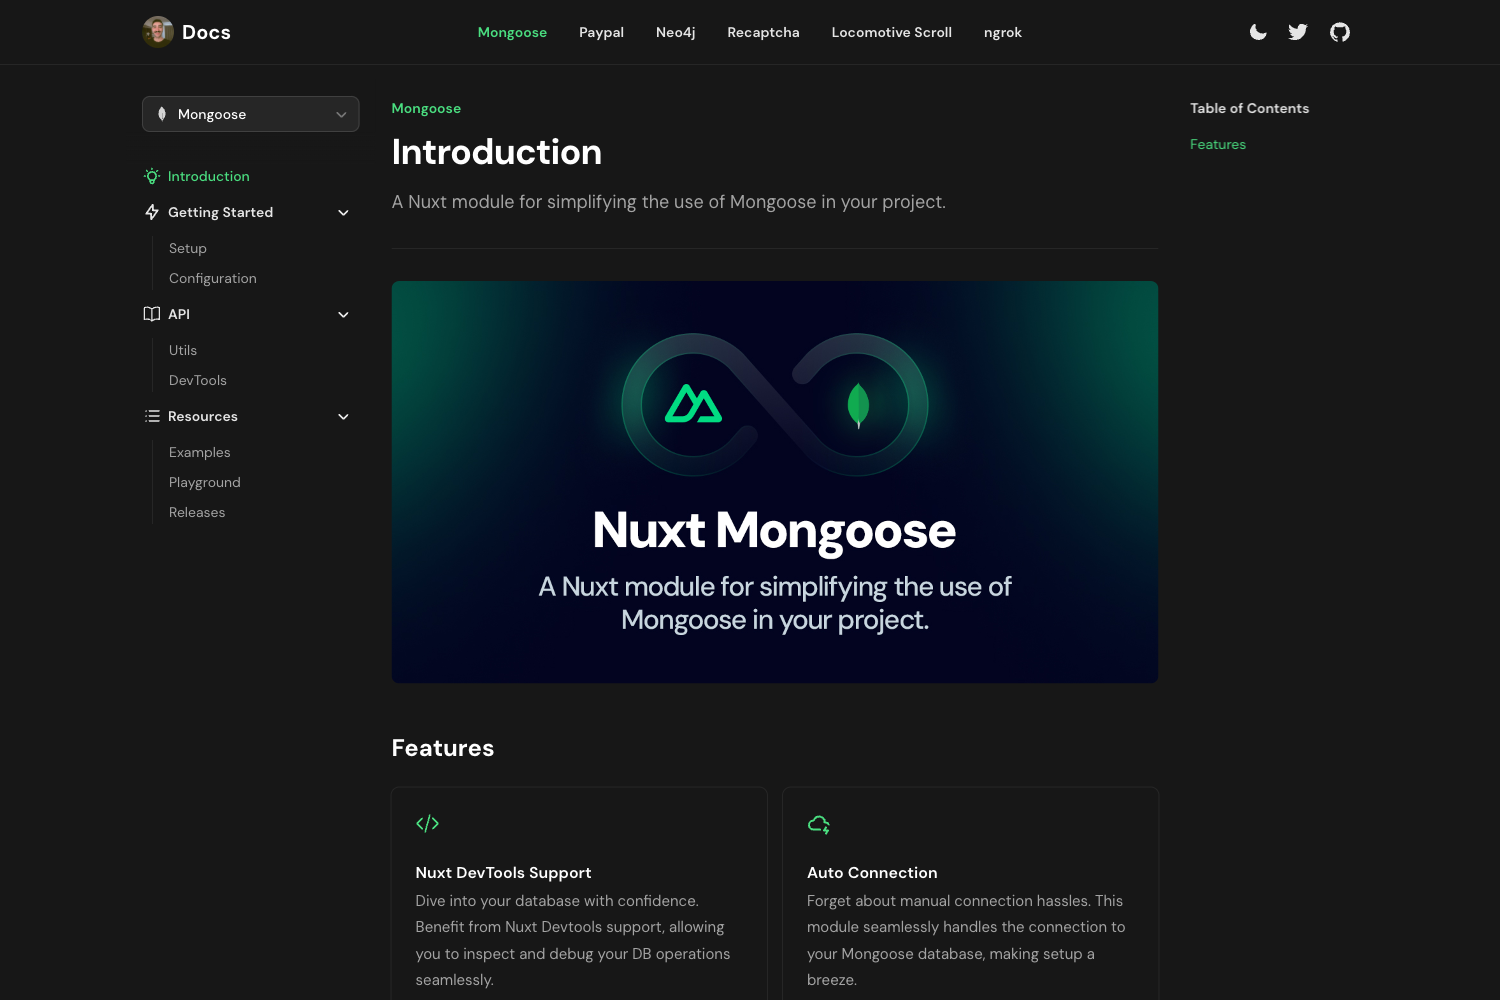 Docs
Mongoose
Paypal
Neo4j
Recaptcha
Locomotive Scroll
ngrok
Mongoose
Introduction
Getting Started
Setup
Configuration
API
Utils
DevTools
Resources
Examples
Playground
Releases
Mongoose
Introduction
A Nuxt module for simplifying the use of Mongoose in your project.
Nuxt Mongoose
A Nuxt module for simplifying the use of
Mongoose in your project.
Features
Nuxt DevTools Support
Dive into your database with confidence.
Benefit from Nuxt Devtools support, allowing
you to inspect and debug your DB operations
seamlessly.
Auto Connection
Forget about manual connection hassles. This
module seamlessly handles the connection to
your Mongoose database, making setup a
breeze.
Table of Contents
Features